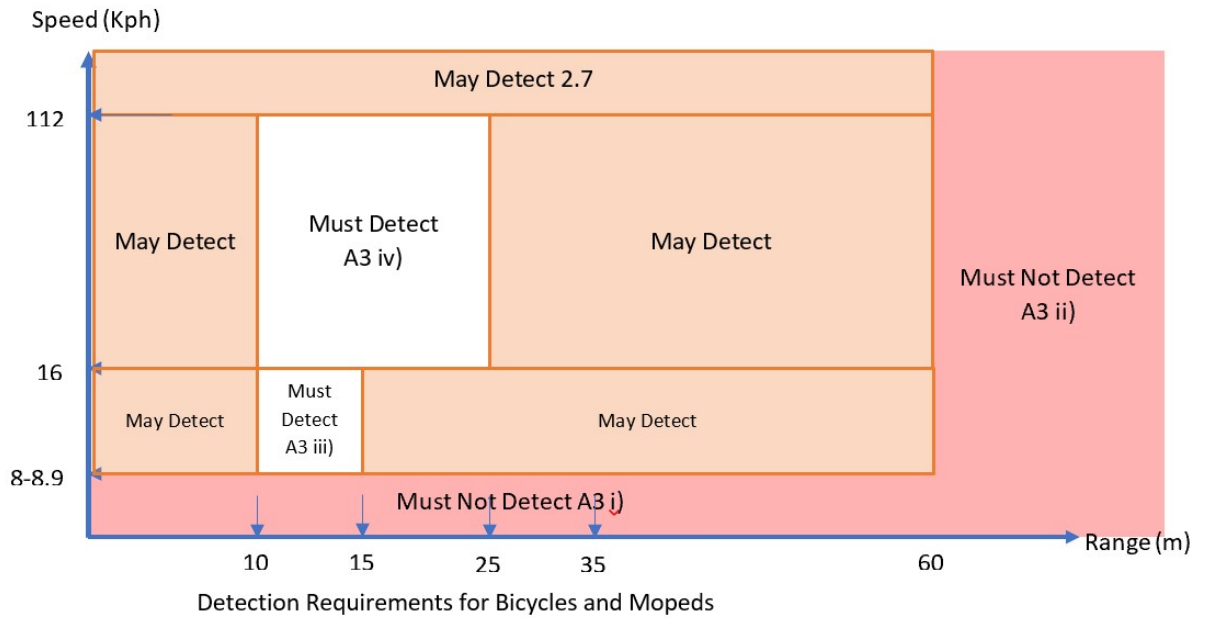 Speed (Kph)
May Detect 2.7
112
May Detect
Must Detect
A3 iv)
May Detect
Must Not Detect
A3 ii)
16
May Detect
Must
Detect
A3 iii)
May Detect
8-8.9
Must Not Detect A3 i)
Range (m)
10
15
25
35
60
Detection Requirements for Bicycles and Mopeds